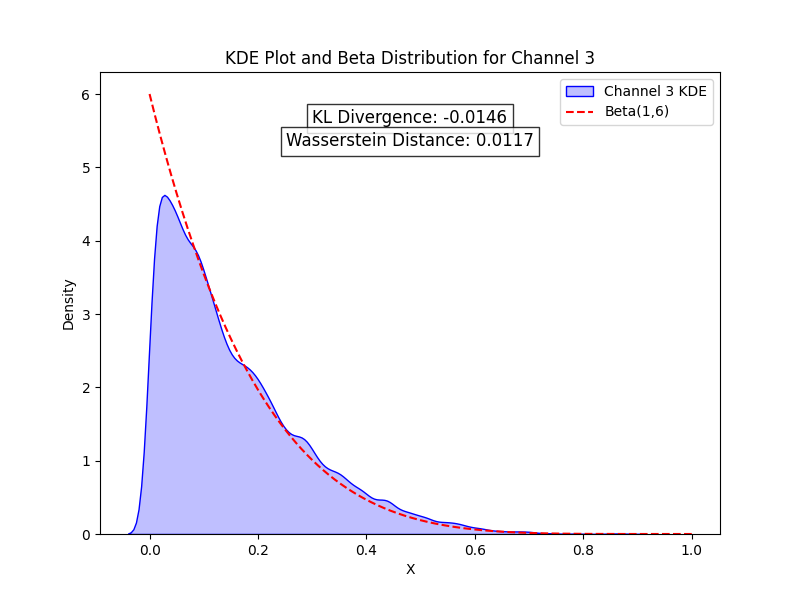 KDE Plot and Beta Distribution for Channel 3
KL Divergence: -0.0146
Wasserstein Distance: 0.0117
Channel 3 KDE
Beta(1,6)
Density
6
5
4
3
2
1
0
0.0
0.2
0.4
0.6
0.8
1.0
X